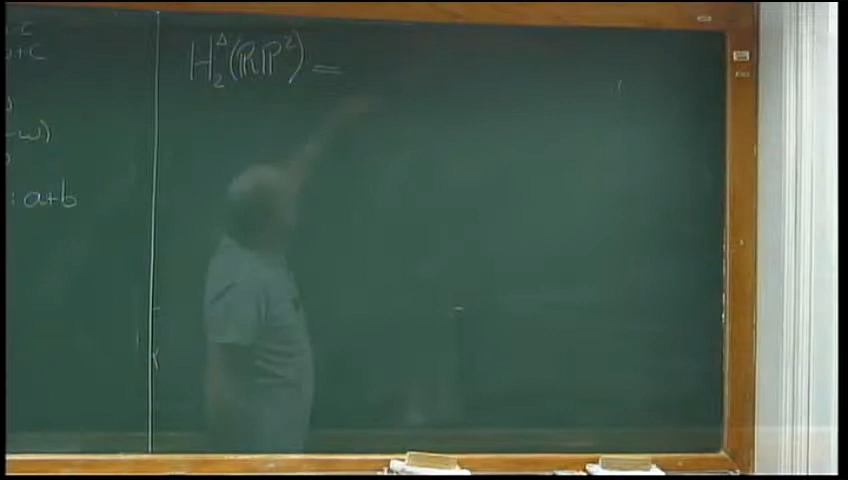 +c
-w)
: a+b
H₂^Δ(ℝℙ²) =